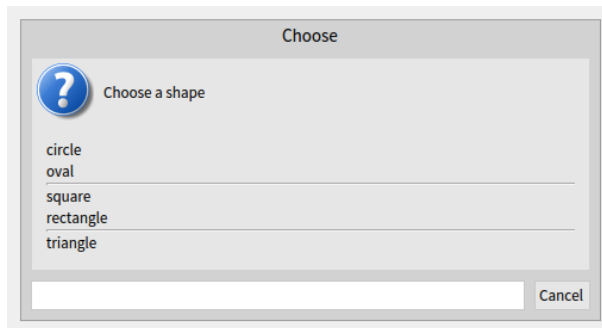 Choose
?
Choose a shape
circle
oval
square
rectangle
triangle
Cancel